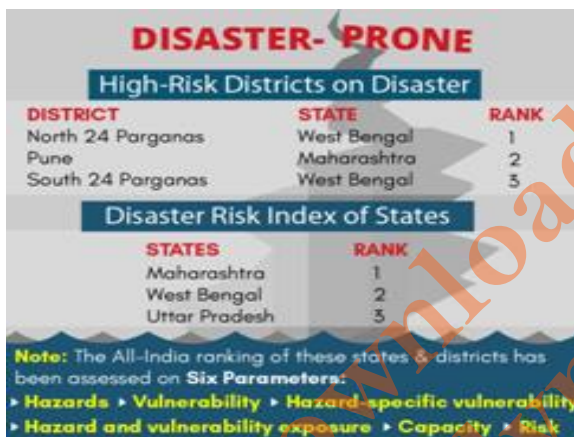 DISASTER- PRONE
High-Risk Districts on Disaster
DISTRICT STATE RANK
North 24 Parganas West Bengal 1
Pune Maharashtra 2
South 24 Parganas West Bengal 3
Disaster Risk Index of States
STATES RANK
Maharashtra 1
West Bengal 2
Uttar Pradesh 3
Note: The All-India ranking of these states & districts has
been assessed on Six Parameters:
▸ Hazards ▸ Vulnerability ▸ Hazard-specific vulnerability
▸ Hazard and vulnerability exposure ▸ Capacity ▸ Risk